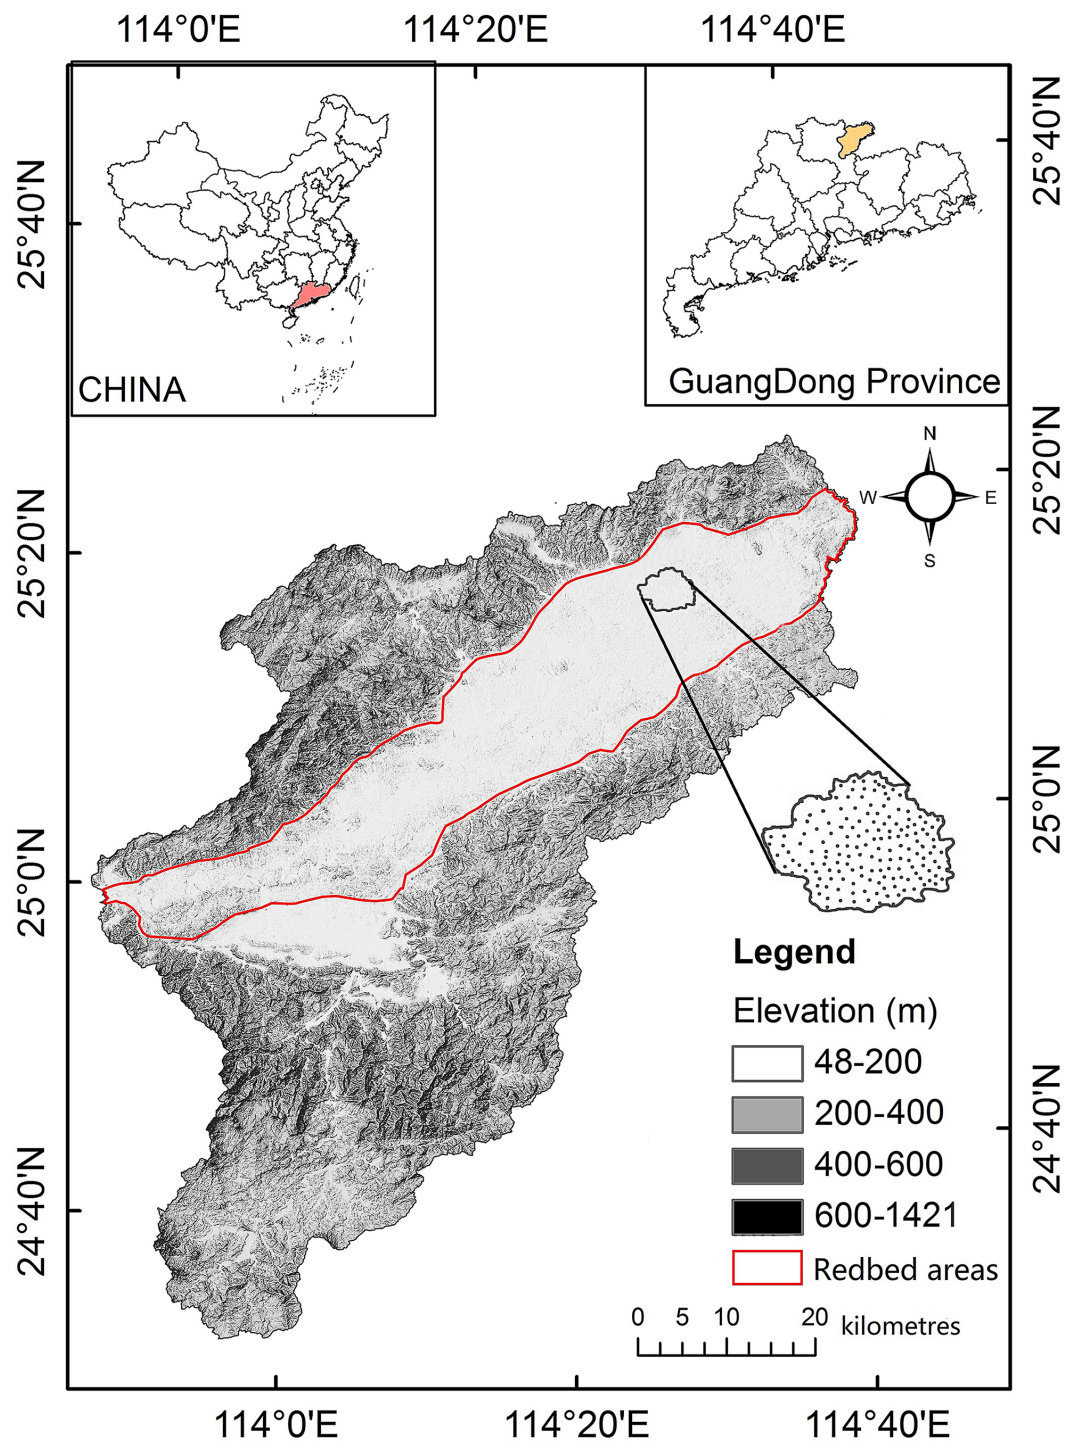 114°0'E
114°20'E
114°40'E
25°40'N
25°20'N
25°0'N
24°40'N
25°40'N
25°20'N
25°0'N
24°40'N
CHINA
GuangDong Province
N
W
E
S
Legend
Elevation (m)
48-200
200-400
400-600
600-1421
Redbed areas
0 5 10 20 kilometres
114°0'E
114°20'E
114°40'E